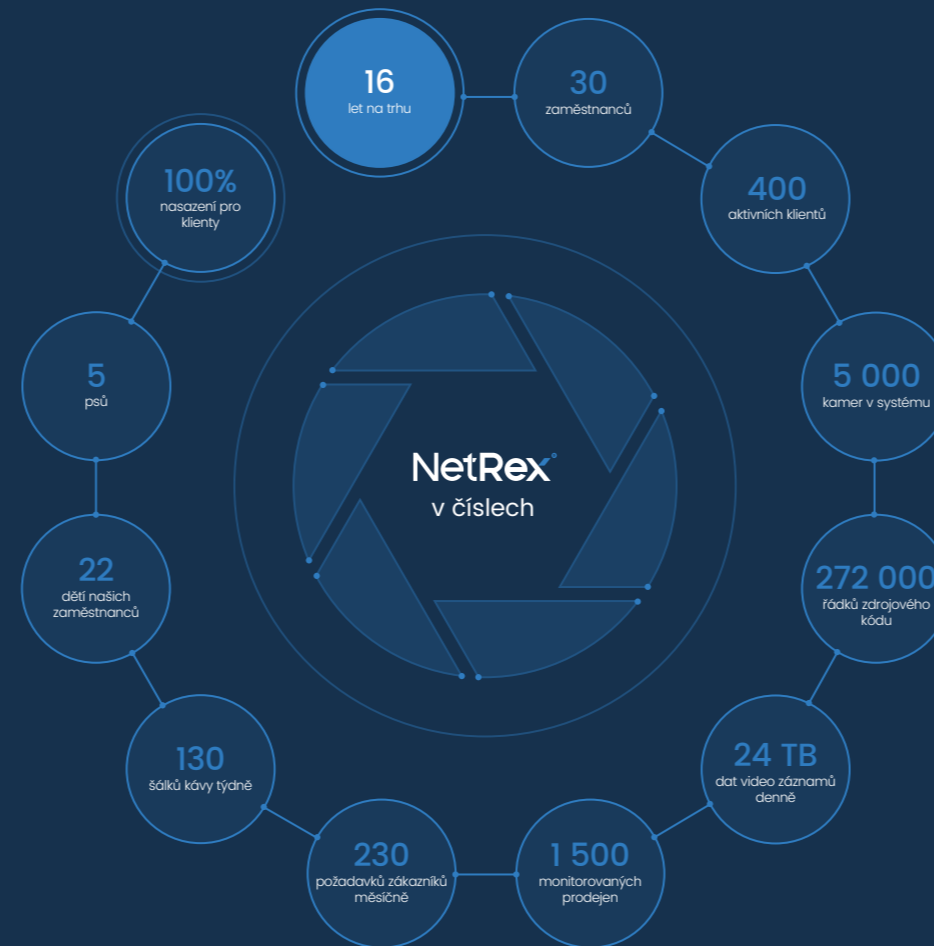 16
let na trhu
30
zaměstnanců
400
aktivních klientů
5 000
kamer v systému
272 000
řádků zdrojového
kódu
24 TB
dat video záznamů
denně
1 500
monitorovaných
prodejen
230
požadavků zákazníků
měsíčně
130
šálků kávy týdně
22
dětí našich
zaměstnanců
5
psů
100%
nasazení pro
klienty
NetRex
v číslech